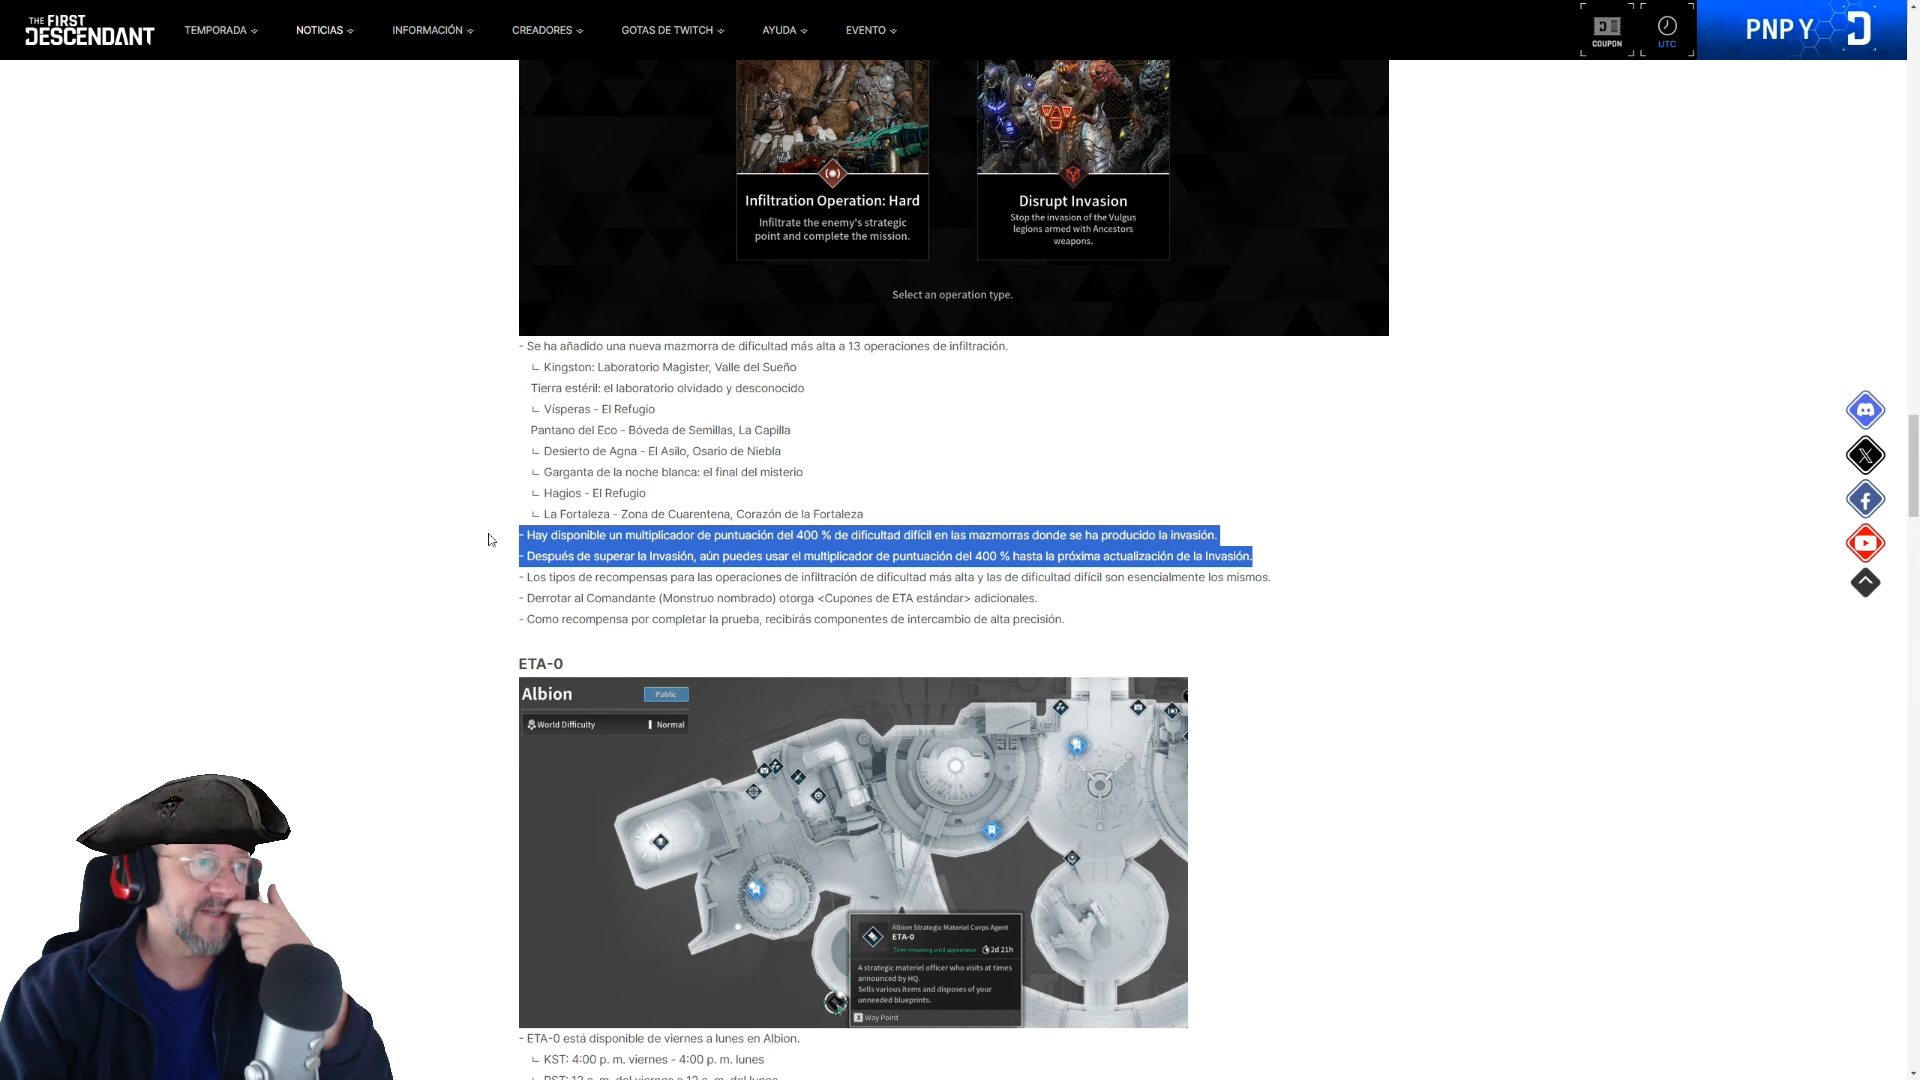 THE FIRST DESCENDANT
TEMPORADA
NOTICIAS
INFORMACIÓN
CREADORES
GOTAS DE TWITCH
AYUDA
EVENTO
COUPON
UTC
PNPY
Infiltration Operation: Hard
Infiltrate the enemy's strategic
point and complete the mission.
Disrupt Invasion
Stop the invasion of the Vulgus
legions armed with Ancestors
weapons.
Select an operation type.
- Se ha añadido una nueva mazmorra de dificultad más alta a 13 operaciones de infiltración.
ㄴ Kingston: Laboratorio Magister, Valle del Sueño
Tierra estéril: el laboratorio olvidado y desconocido
ㄴ Vísperas - El Refugio
Pantano del Eco - Bóveda de Semillas, La Capilla
ㄴ Desierto de Agna - El Asilo, Osario de Niebla
ㄴ Garganta de la noche blanca: el final del misterio
ㄴ Hagios - El Refugio
ㄴ La Fortaleza - Zona de Cuarentena, Corazón de la Fortaleza
- Hay disponible un multiplicador de puntuación del 400 % de dificultad difícil en las mazmorras donde se ha producido la invasión.
- Después de superar la Invasión, aún puedes usar el multiplicador de puntuación del 400 % hasta la próxima actualización de la Invasión.
- Los tipos de recompensas para las operaciones de infiltración de dificultad más alta y las de dificultad difícil son esencialmente los mismos.
- Derrotar al Comandante (Monstruo nombrado) otorga <Cupones de ETA estándar> adicionales.
- Como recompensa por completar la prueba, recibirás componentes de intercambio de alta precisión.
ETA-0
Albion
Public
World Difficulty
Normal
Albion Strategic Materiel Corps Agent
ETA-0
Time remaining until appearance 2d 21h
A strategic materiel officer who visits at times
announced by HQ.
Sells various items and disposes of your
unneeded blueprints.
X Way Point
- ETA-0 está disponible de viernes a lunes en Albion.
ㄴ KST: 4:00 p. m. viernes - 4:00 p. m. lunes